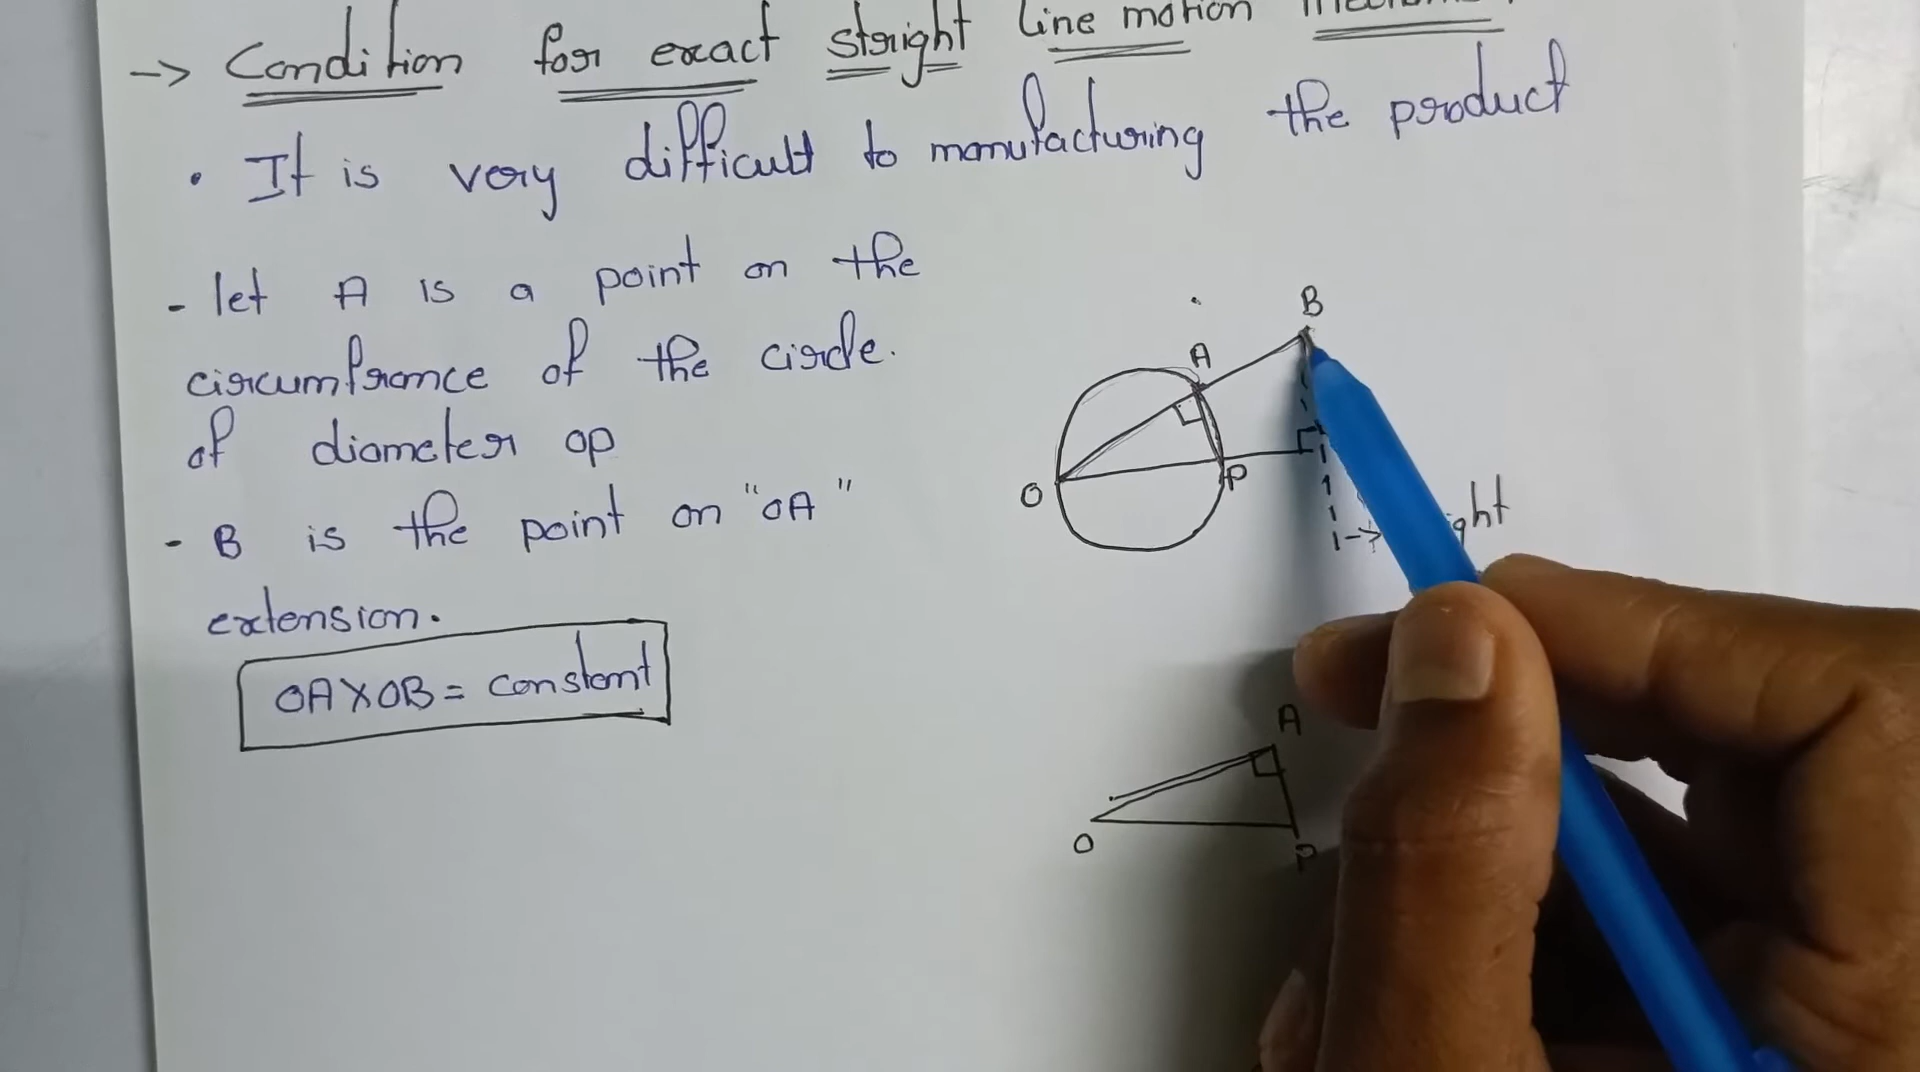 -> Condition for exact stright line motion
• It is very difficult to manufacturing the product
- let A is a point on the
circumfrance of the circle.
of diameter op
- B is the point on "OA"
extension.
OA X OB = constant
B
A
O
P
A
O
P